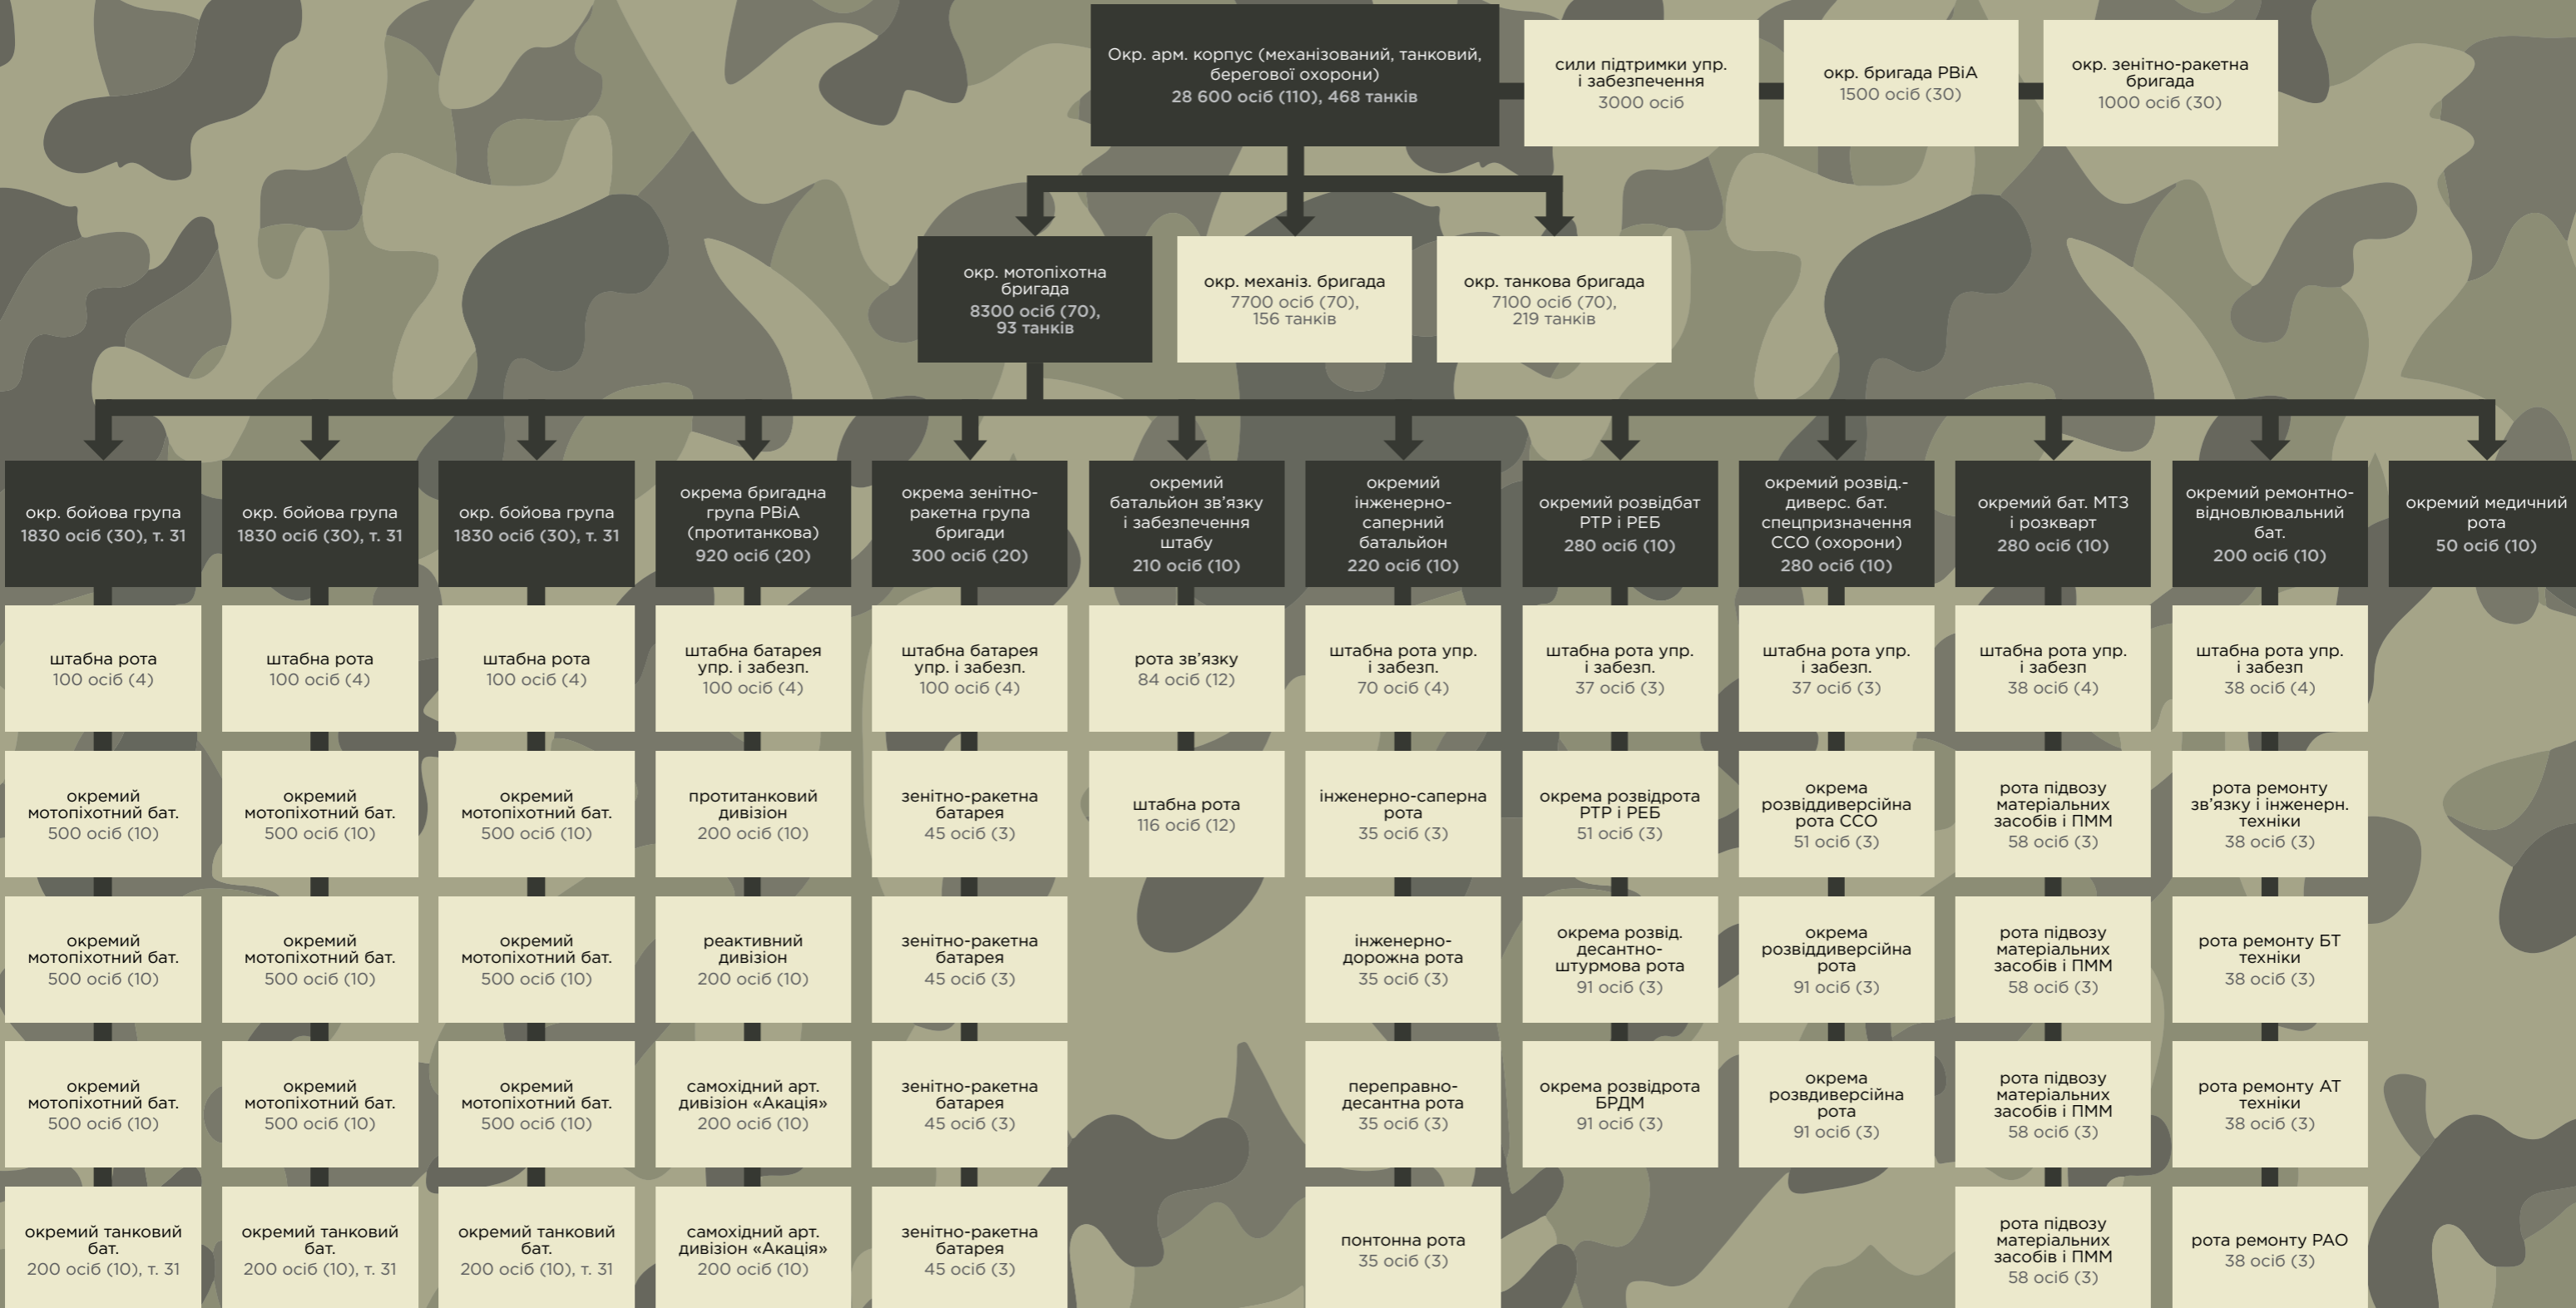 Окр. арм. корпус (механізований, танковий,
берегової охорони)
28 600 осіб (110), 468 танків
сили підтримки упр.
і забезпечення
3000 осіб
окр. бригада РВіА
1500 осіб (30)
окр. зенітно-ракетна
бригада
1000 осіб (30)
окр. мотопіхотна
бригада
8300 осіб (70),
93 танків
окр. механіз. бригада
7700 осіб (70),
156 танків
окр. танкова бригада
7100 осіб (70),
219 танків
окр. бойова група
1830 осіб (30), т. 31
окр. бойова група
1830 осіб (30), т. 31
окр. бойова група
1830 осіб (30), т. 31
окрема бригадна
група РВіА
(протитанкова)
920 осіб (20)
окрема зенітно-
ракетна група
бригади
300 осіб (20)
окремий
батальйон зв’язку
і забезпечення
штабу
210 осіб (10)
окремий
інженерно-
саперний
батальйон
220 осіб (10)
окремий розвідбат
РТР і РЕБ
280 осіб (10)
окремий розвід.-
диверс. бат.
спецпризначення
ССО (охорони)
280 осіб (10)
окремий бат. МТЗ
і розкварт
280 осіб (10)
окремий ремонтно-
відновлювальний
бат.
200 осіб (10)
окремий медичний
рота
50 осіб (10)
штабна рота
100 осіб (4)
штабна рота
100 осіб (4)
штабна рота
100 осіб (4)
штабна батарея
упр. і забезп.
100 осіб (4)
штабна батарея
упр. і забезп.
100 осіб (4)
рота зв’язку
84 осіб (12)
штабна рота упр.
і забезп.
70 осіб (4)
штабна рота упр.
і забезп.
37 осіб (3)
штабна рота упр.
і забезп.
37 осіб (3)
штабна рота упр.
і забезп
38 осіб (4)
штабна рота упр.
і забезп
38 осіб (4)
окремий
мотопіхотний бат.
500 осіб (10)
окремий
мотопіхотний бат.
500 осіб (10)
окремий
мотопіхотний бат.
500 осіб (10)
протитанковий
дивізіон
200 осіб (10)
зенітно-ракетна
батарея
45 осіб (3)
штабна рота
116 осіб (12)
інженерно-саперна
рота
35 осіб (3)
окрема розвідрота
РТР і РЕБ
51 осіб (3)
окрема
розвіддиверсійна
рота ССО
51 осіб (3)
рота підвозу
матеріальних
засобів і ПММ
58 осіб (3)
рота ремонту
зв’язку і інженерн.
техніки
38 осіб (3)
окремий
мотопіхотний бат.
500 осіб (10)
окремий
мотопіхотний бат.
500 осіб (10)
окремий
мотопіхотний бат.
500 осіб (10)
реактивний
дивізіон
200 осіб (10)
зенітно-ракетна
батарея
45 осіб (3)
інженерно-
дорожна рота
35 осіб (3)
окрема розвід.
десантно-
штурмова рота
91 осіб (3)
окрема
розвіддиверсійна
рота
91 осіб (3)
рота підвозу
матеріальних
засобів і ПММ
58 осіб (3)
рота ремонту БТ
техніки
38 осіб (3)
окремий
мотопіхотний бат.
500 осіб (10)
окремий
мотопіхотний бат.
500 осіб (10)
окремий
мотопіхотний бат.
500 осіб (10)
самохідний арт.
дивізіон «Акація»
200 осіб (10)
зенітно-ракетна
батарея
45 осіб (3)
переправно-
десантна рота
35 осіб (3)
окрема розвідрота
БРДМ
91 осіб (3)
окрема
розвдиверсійна
рота
91 осіб (3)
рота підвозу
матеріальних
засобів і ПММ
58 осіб (3)
рота ремонту АТ
техніки
38 осіб (3)
окремий танковий
бат.
200 осіб (10), т. 31
окремий танковий
бат.
200 осіб (10), т. 31
окремий танковий
бат.
200 осіб (10), т. 31
самохідний арт.
дивізіон «Акація»
200 осіб (10)
зенітно-ракетна
батарея
45 осіб (3)
понтонна рота
35 осіб (3)
рота підвозу
матеріальних
засобів і ПММ
58 осіб (3)
рота ремонту РАО
38 осіб (3)